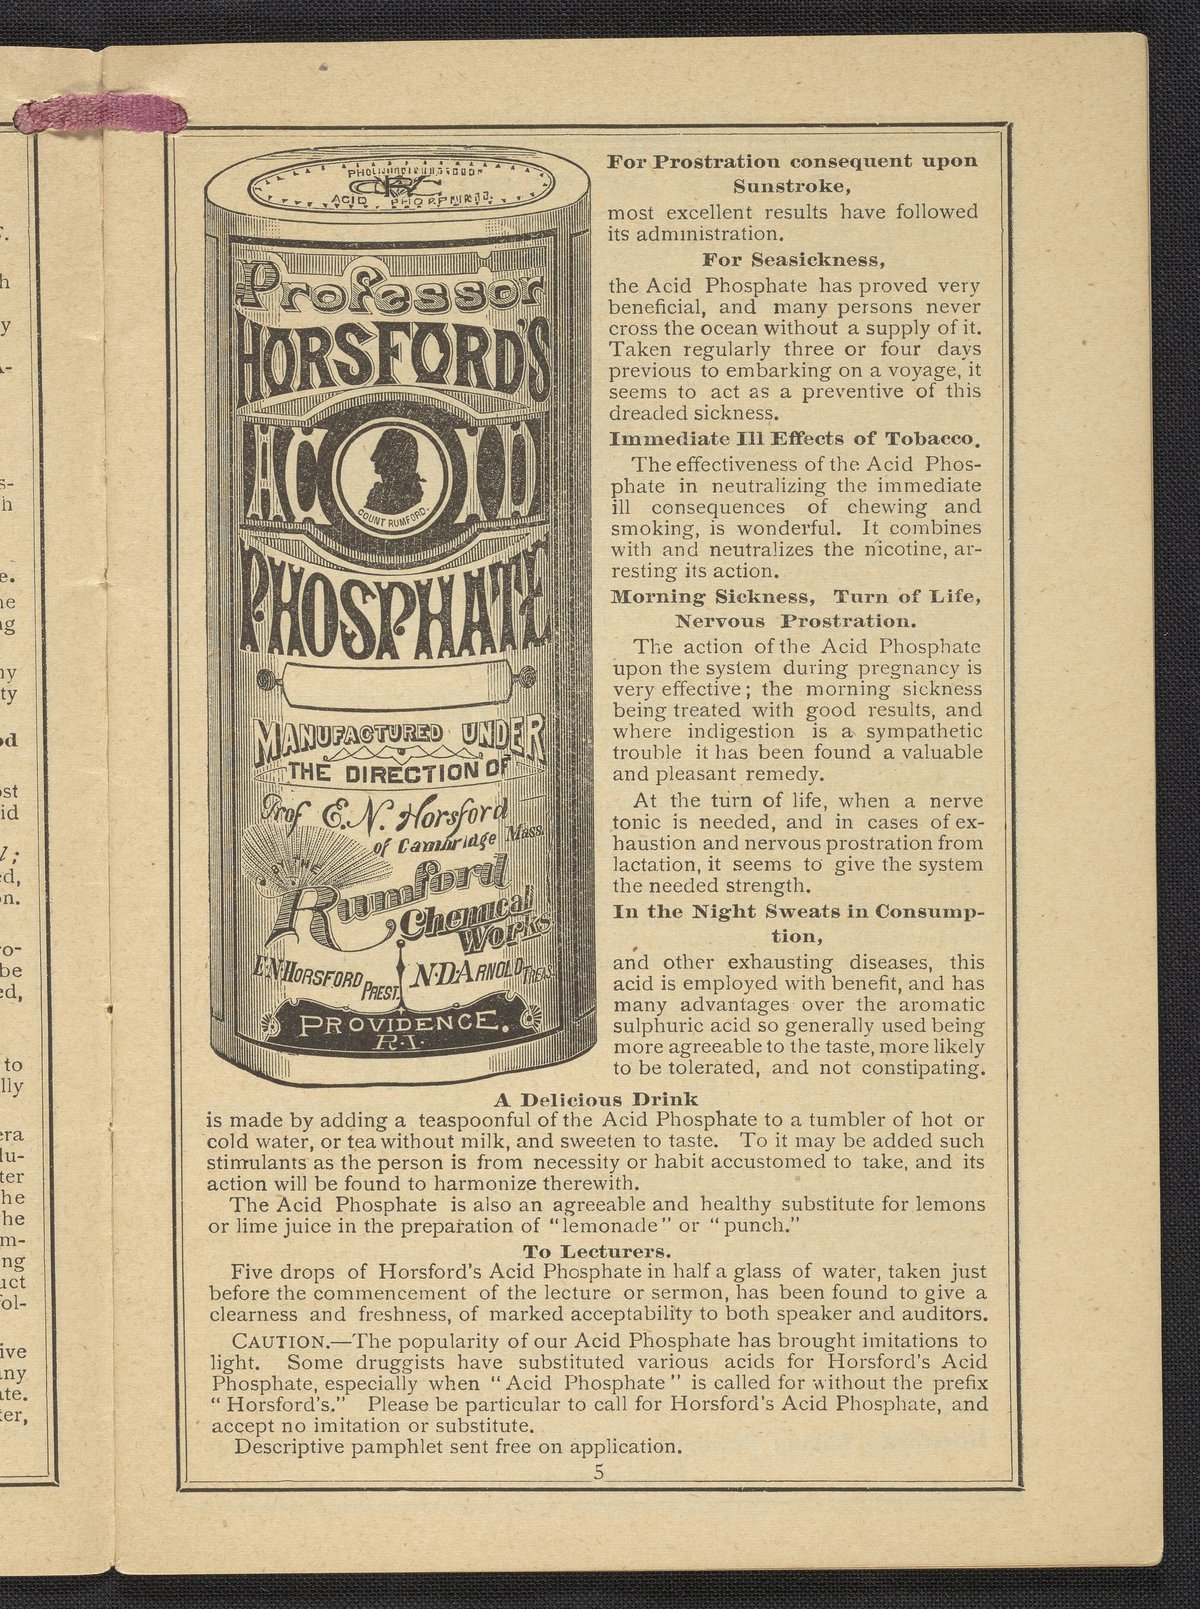 Professor
HORSFORD'S
ACID
COUNT RUMFORD.
PHOSPHATE
MANUFACTURED UNDER
THE DIRECTION OF
Prof E. N. Horsford
of Cambridge Mass.
BY THE
Rumford
Chemical
Works
E.N. HORSFORD PREST.
N.D. ARNOLD TREAS.
PROVIDENCE.
R.I.
For Prostration consequent upon
Sunstroke,
most excellent results have followed
its administration.
For Seasickness,
the Acid Phosphate has proved very
beneficial, and many persons never
cross the ocean without a supply of it.
Taken regularly three or four days
previous to embarking on a voyage, it
seems to act as a preventive of this
dreaded sickness.
Immediate Ill Effects of Tobacco.
The effectiveness of the Acid Phos-
phate in neutralizing the immediate
ill consequences of chewing and
smoking, is wonderful. It combines
with and neutralizes the nicotine, ar-
resting its action.
Morning Sickness, Turn of Life,
Nervous Prostration.
The action of the Acid Phosphate
upon the system during pregnancy is
very effective; the morning sickness
being treated with good results, and
where indigestion is a sympathetic
trouble it has been found a valuable
and pleasant remedy.
At the turn of life, when a nerve
tonic is needed, and in cases of ex-
haustion and nervous prostration from
lactation, it seems to give the system
the needed strength.
In the Night Sweats in Consump-
tion,
and other exhausting diseases, this
acid is employed with benefit, and has
many advantages over the aromatic
sulphuric acid so generally used being
more agreeable to the taste, more likely
to be tolerated, and not constipating.
A Delicious Drink
is made by adding a teaspoonful of the Acid Phosphate to a tumbler of hot or
cold water, or tea without milk, and sweeten to taste. To it may be added such
stimulants as the person is from necessity or habit accustomed to take, and its
action will be found to harmonize therewith.
The Acid Phosphate is also an agreeable and healthy substitute for lemons
or lime juice in the preparation of "lemonade" or "punch."
To Lecturers.
Five drops of Horsford's Acid Phosphate in half a glass of water, taken just
before the commencement of the lecture or sermon, has been found to give a
clearness and freshness, of marked acceptability to both speaker and auditors.
CAUTION.—The popularity of our Acid Phosphate has brought imitations to
light. Some druggists have substituted various acids for Horsford's Acid
Phosphate, especially when "Acid Phosphate" is called for without the prefix
"Horsford's." Please be particular to call for Horsford's Acid Phosphate, and
accept no imitation or substitute.
Descriptive pamphlet sent free on application.
5